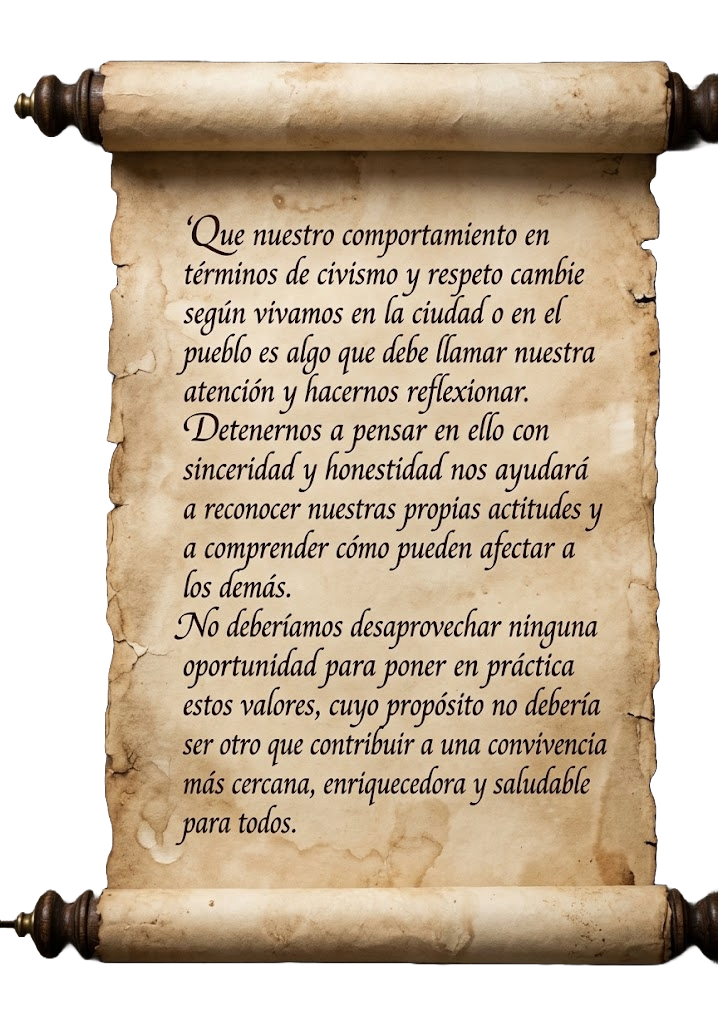 ‘Que nuestro comportamiento en
términos de civismo y respeto cambie
según vivamos en la ciudad o en el
pueblo es algo que debe llamar nuestra
atención y hacernos reflexionar.
Detenernos a pensar en ello con
sinceridad y honestidad nos ayudará
a reconocer nuestras propias actitudes y
a comprender cómo pueden afectar a
los demás.
No deberíamos desaprovechar ninguna
oportunidad para poner en práctica
estos valores, cuyo propósito no debería
ser otro que contribuir a una convivencia
más cercana, enriquecedora y saludable
para todos.